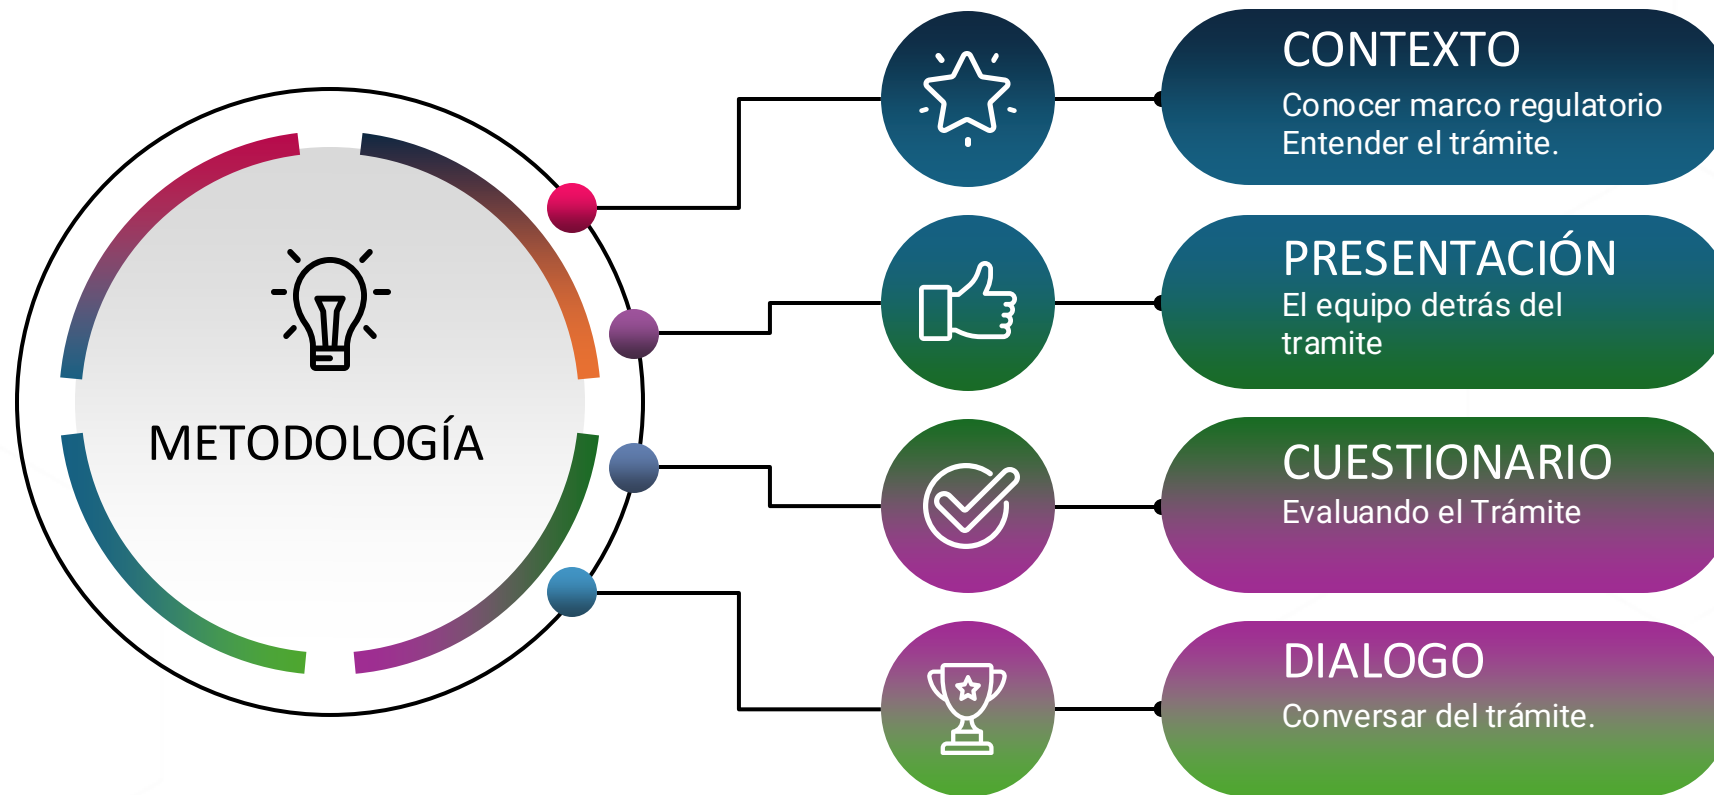 METODOLOGÍA
CONTEXTO
Conocer marco regulatorio
Entender el trámite.
PRESENTACIÓN
El equipo detrás del
tramite
CUESTIONARIO
Evaluando el Trámite
DIALOGO
Conversar del trámite.